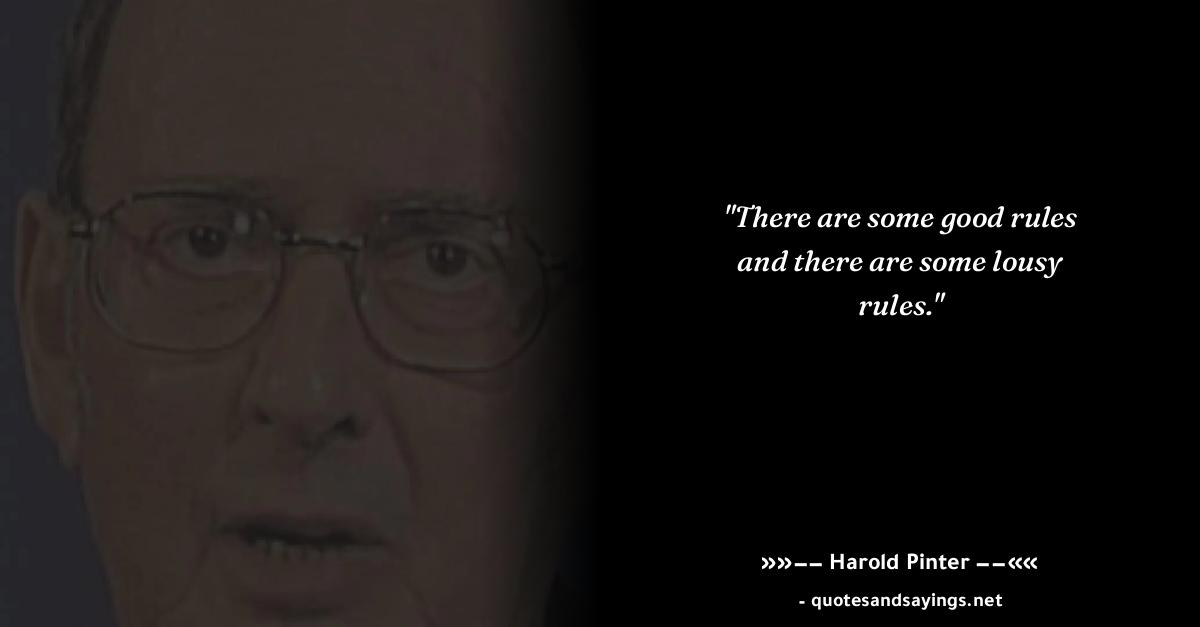 "There are some good rules
and there are some lousy
rules."
»»−− Harold Pinter −−««
- quotesandsayings.net